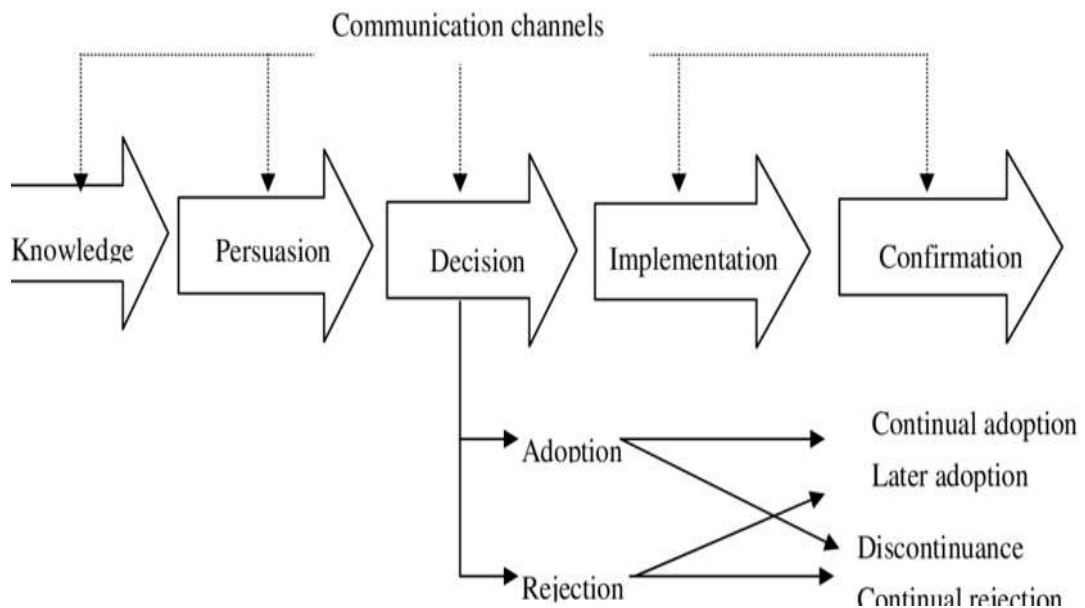 Communication channels
Knowledge
Persuasion
Decision
Implementation
Confirmation
Adoption
Continual adoption
Later adoption
Discontinuance
Rejection
Continual rejection